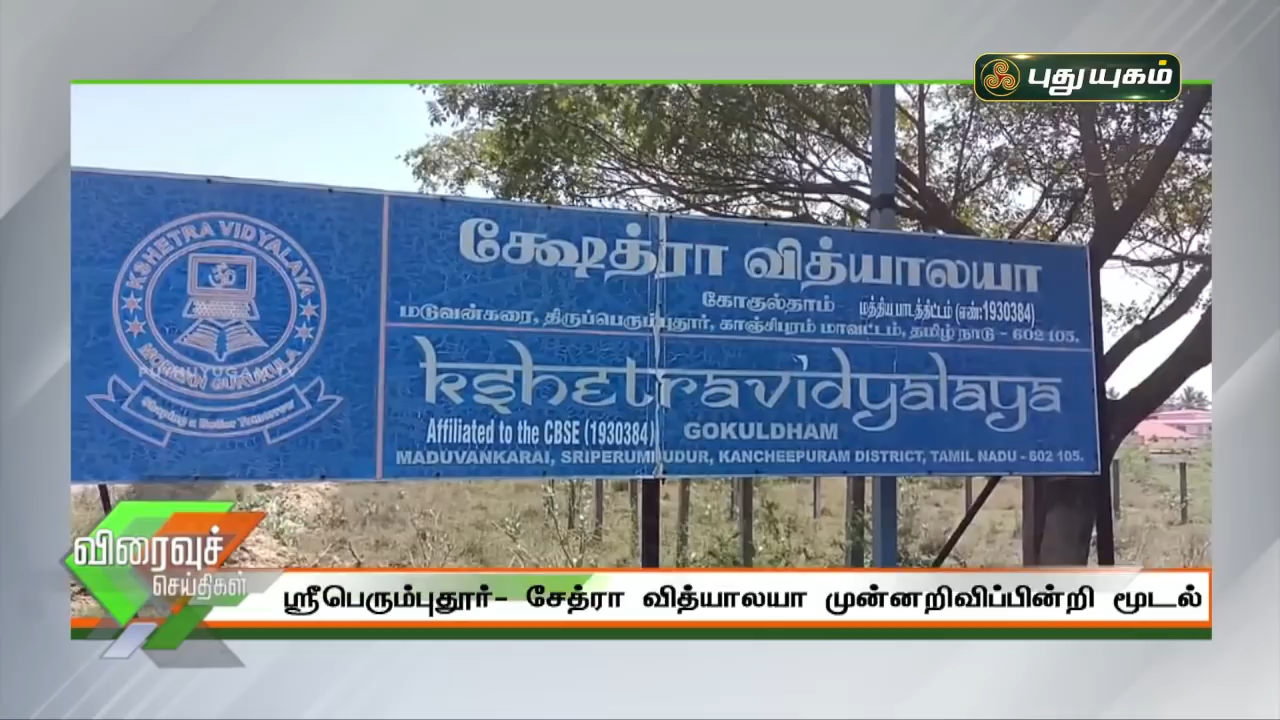 புதுயுகம்
KSHETRA VIDYALAYA
MODERN GURUKULA
Shaping a Better Tomorrow
க்ஷேத்ரா வித்யாலயா
கோகுல்தாம் - மத்திய பாடத்திட்டம் (எண்:1930384)
மடுவன்கரை, திருப்பெரும்புதூர், காஞ்சிபுரம் மாவட்டம், தமிழ் நாடு - 602 105.
kshetravidyalaya
Affiliated to the CBSE (1930384) GOKULDHAM
MADUVANKARAI, SRIPERUMBUDUR, KANCHEEPURAM DISTRICT, TAMIL NADU - 602 105.
விரைவுச்
செய்திகள்
ஸ்ரீபெரும்புதூர்- சேத்ரா வித்யாலயா முன்னறிவிப்பின்றி மூடல்